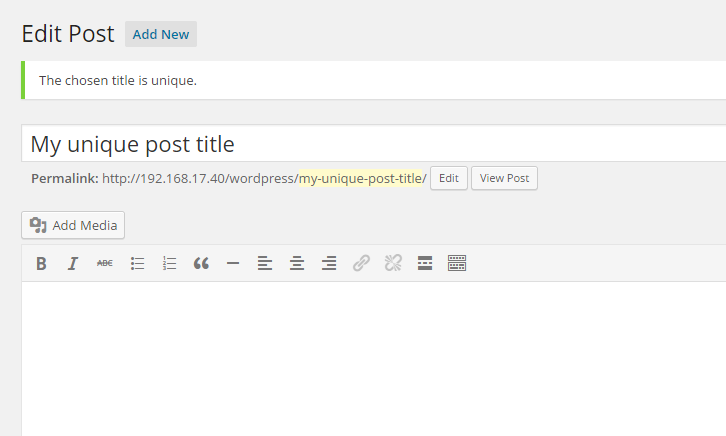 Edit Post Add New
The chosen title is unique.
My unique post title
Permalink: http://192.168.17.40/wordpress/my-unique-post-title/ Edit View Post
Add Media
B I ABC